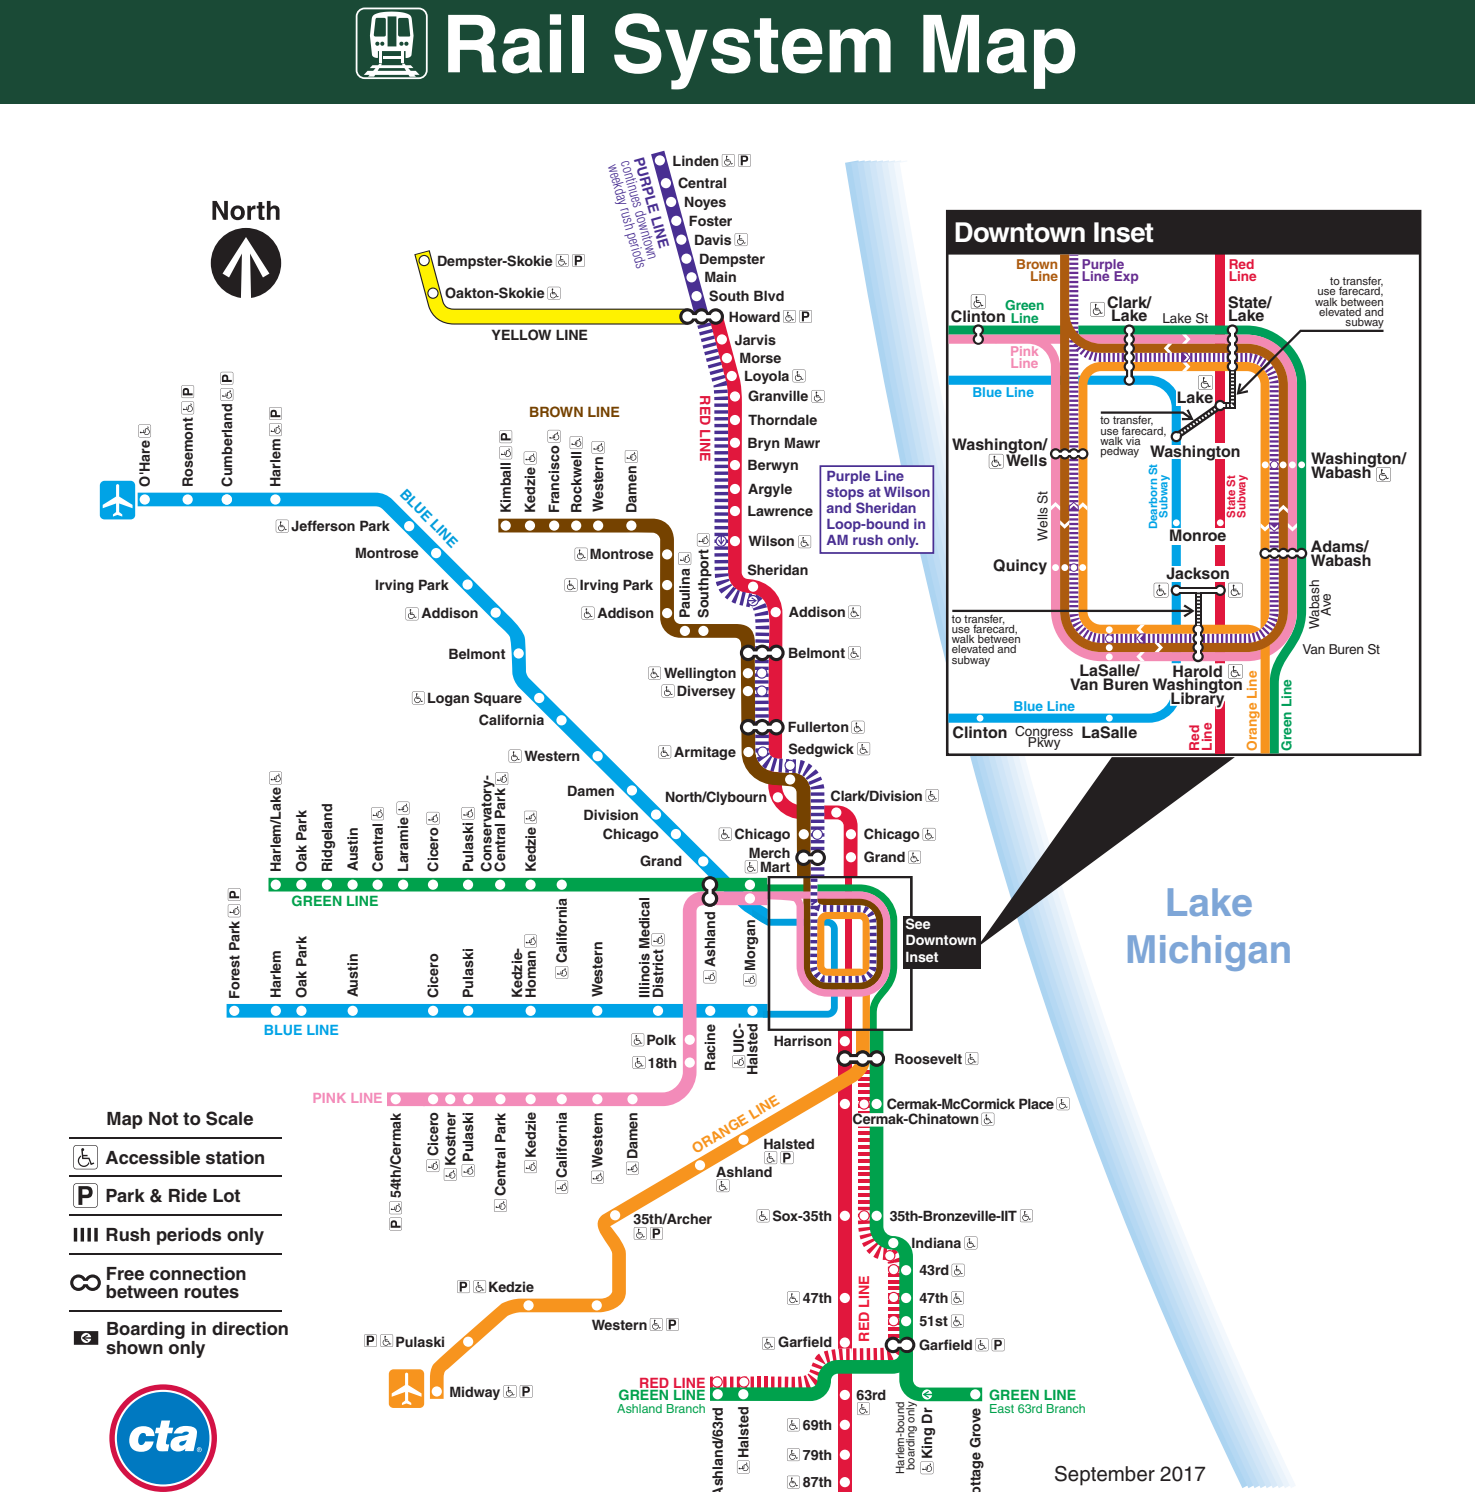 Rail System Map
North
PURPLE LINE
continues downtown
weekday rush periods
Linden P
Central
Noyes
Foster
Davis
Dempster
Main
South Blvd
Howard P
Dempster-Skokie P
Oakton-Skokie
YELLOW LINE
Jarvis
Morse
Loyola
Granville
Thorndale
Bryn Mawr
Berwyn
Argyle
Lawrence
Wilson
Sheridan
Addison
Belmont
Fullerton
RED LINE
Purple Line
stops at Wilson
and Sheridan
Loop-bound in
AM rush only.
BROWN LINE
Kimball P
Kedzie
Francisco
Rockwell
Western
Damen
Montrose
Irving Park
Addison
Paulina
Southport
Wellington
Diversey
Armitage
Sedgwick
North/Clybourn
Clark/Division
Chicago
Chicago
Merch
Mart
Grand
O'Hare
Rosemont P
Cumberland P
Harlem P
BLUE LINE
Jefferson Park
Montrose
Irving Park
Addison
Belmont
Logan Square
California
Western
Damen
Division
Chicago
Grand
Harlem/Lake
Oak Park
Ridgeland
Austin
Central
Laramie
Cicero
Pulaski
Conservatory-
Central Park
Kedzie
GREEN LINE
California
Ashland
Morgan
Forest Park P
Harlem
Oak Park
Austin
Cicero
Pulaski
Kedzie-
Homan
Western
Illinois Medical
District
BLUE LINE
Racine
UIC-
Halsted
Polk
18th
PINK LINE
P 54th/Cermak
Cicero
Kostner
Pulaski
Central Park
Kedzie
California
Western
Damen
See
Downtown
Inset
Harrison
Roosevelt
Cermak-McCormick Place
Cermak-Chinatown
ORANGE LINE
Halsted
P
Ashland
35th/Archer
P
Western P
P Kedzie
P Pulaski
Midway P
Sox-35th
35th-Bronzeville-IIT
Indiana
43rd
47th
47th
51st
RED LINE
Garfield
Garfield P
RED LINE
GREEN LINE
Ashland Branch
Ashland/63rd
Halsted
63rd
69th
79th
87th
Harlem-bound
boarding only
King Dr
GREEN LINE
East 63rd Branch
Lake
Michigan
Downtown Inset
Brown
Line
Purple
Line Exp
Red
Line
to transfer,
use farecard,
walk between
elevated and
subway
Clinton
Green
Line
Clark/
Lake
Lake St
State/
Lake
Pink
Line
Blue Line
Lake
to transfer,
use farecard,
walk via
pedway
Washington
Washington/
Wells
Washington/
Wabash
Wells St
Dearborn St
Subway
State St
Subway
Monroe
Quincy
Adams/
Wabash
Jackson
Wabash
Ave
to transfer,
use farecard,
walk between
elevated and
subway
Van Buren St
LaSalle/
Van Buren
Harold
Washington
Library
Blue Line
Clinton
Congress
Pkwy
LaSalle
Red
Line
Orange Line
Green Line
Map Not to Scale
Accessible station
P Park & Ride Lot
Rush periods only
Free connection
between routes
Boarding in direction
shown only
cta
September 2017